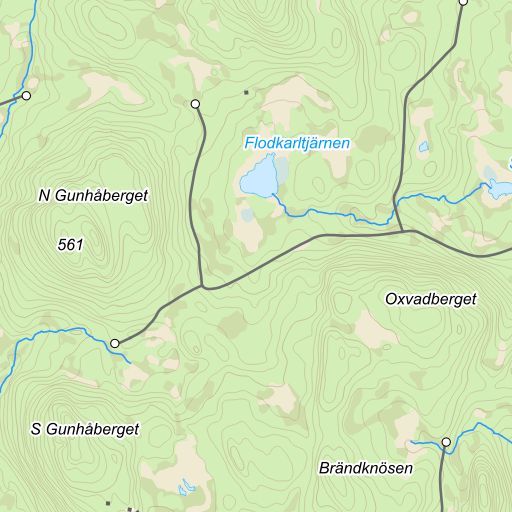 Flodkarltjärnen
N Gunhåberget
561
Oxvadberget
S Gunhåberget
Brändknösen